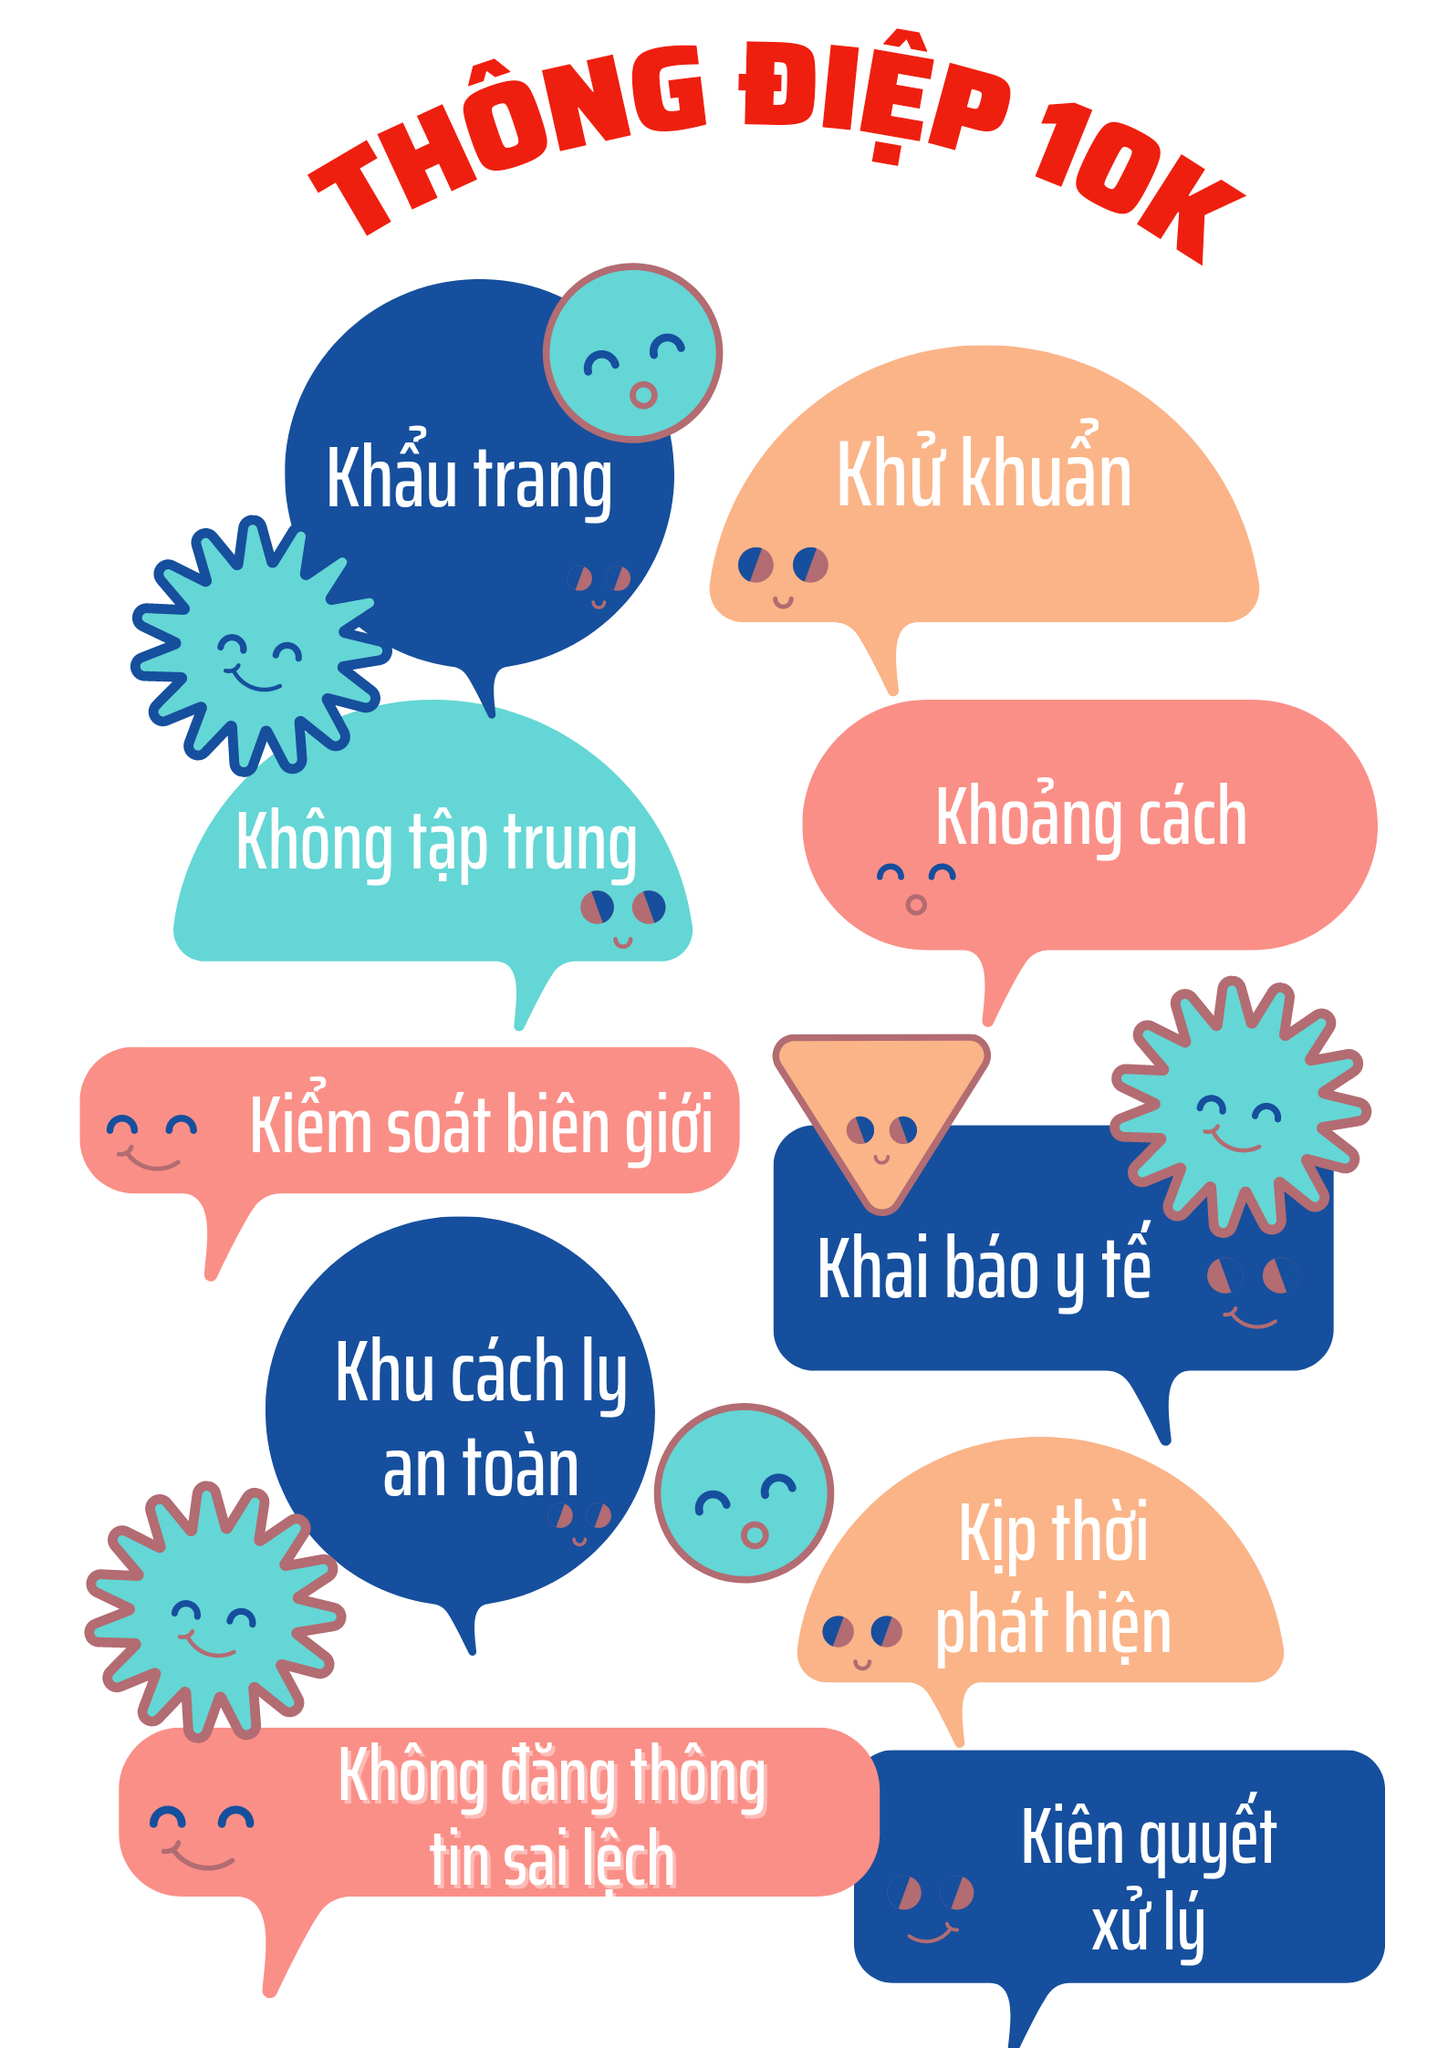 THÔNG ĐIỆP 10K
Khẩu trang
Khử khuẩn
Không tập trung
Khoảng cách
Kiểm soát biên giới
Khai báo y tế
Khu cách ly
an toàn
Kịp thời
phát hiện
Không đăng thông
tin sai lệch
Kiên quyết
xử lý